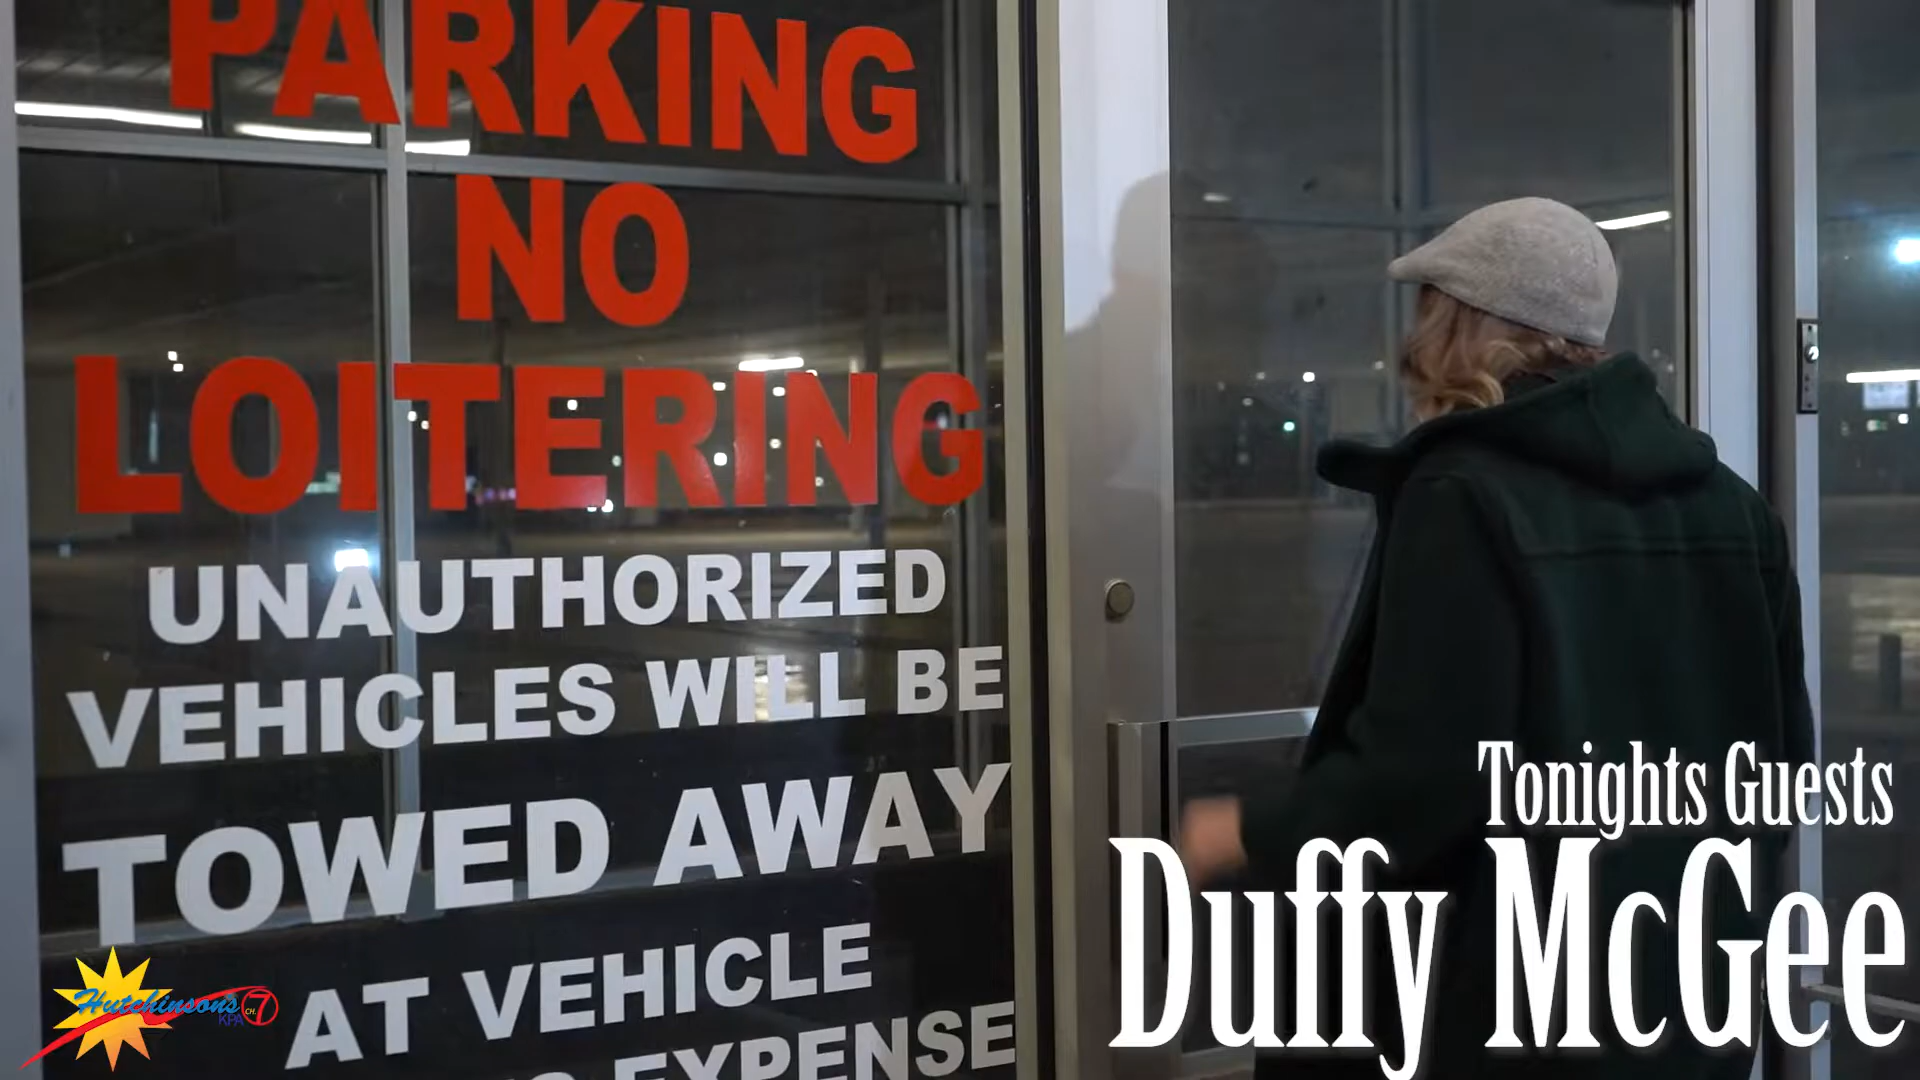 PARKING
NO
LOITERING
UNAUTHORIZED
VEHICLES WILL BE
TOWED AWAY
AT VEHICLE
EXPENSE
Tonights Guests
Duffy McGee
Hutchinsons
CH. 7
KPA